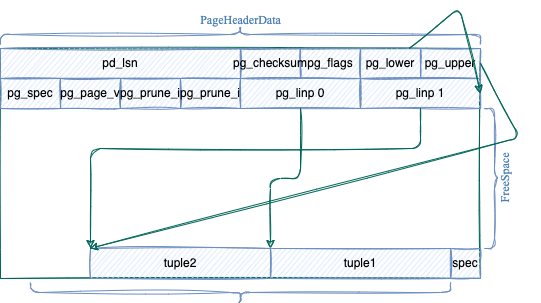 PageHeaderData
pd_lsn pg_checksum pg_flags pg_lower pg_upper
pg_spec pg_page_v pg_prune_i pg_prune_i pg_linp 0 pg_linp 1
FreeSpace
tuple2 tuple1 spec